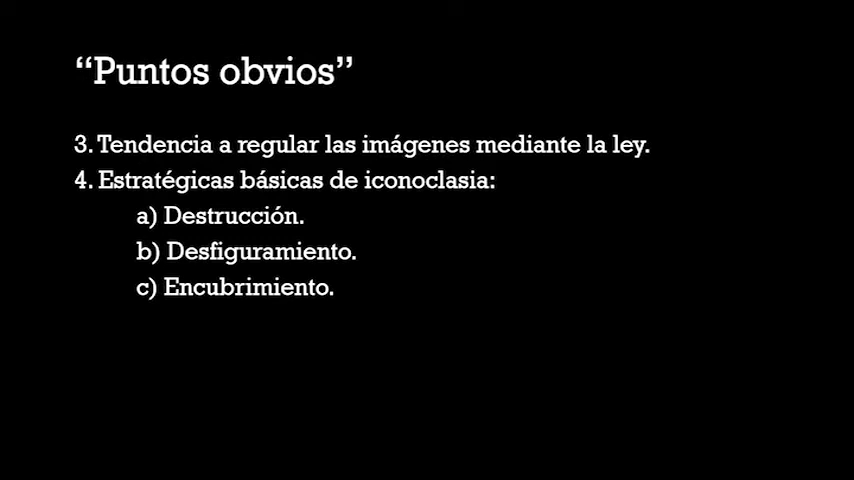 “Puntos obvios”
3. Tendencia a regular las imágenes mediante la ley.
4. Estratégicas básicas de iconoclasia:
a) Destrucción.
b) Desfiguramiento.
c) Encubrimiento.